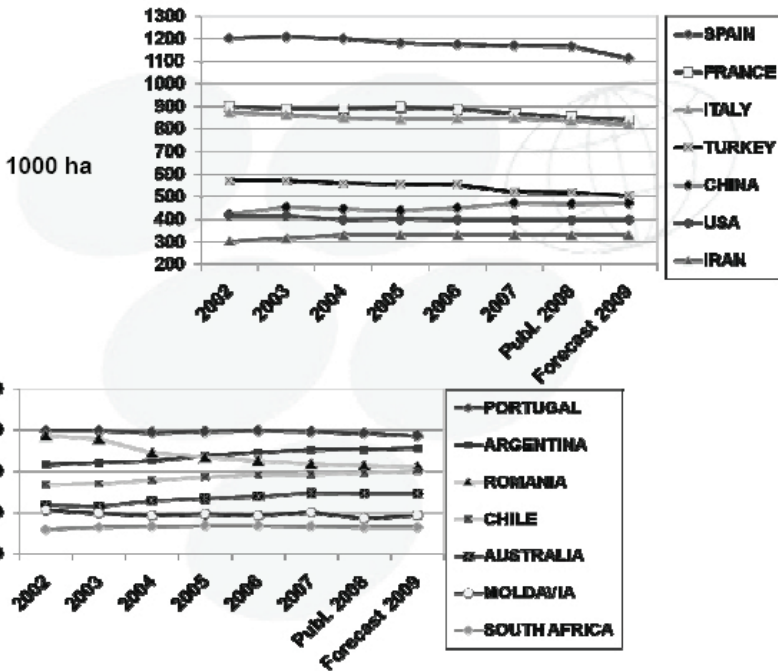 1300
1200
1100
1000
900
800
700
600
500
400
300
200
1000 ha
2002
2003
2004
2005
2006
2007
Publ. 2008
Forecast 2009
SPAIN
FRANCE
ITALY
TURKEY
CHINA
USA
IRAN
2002
2003
2004
2005
2006
2007
Publ. 2008
Forecast 2009
PORTUGAL
ARGENTINA
ROMANIA
CHILE
AUSTRALIA
MOLDAVIA
SOUTH AFRICA